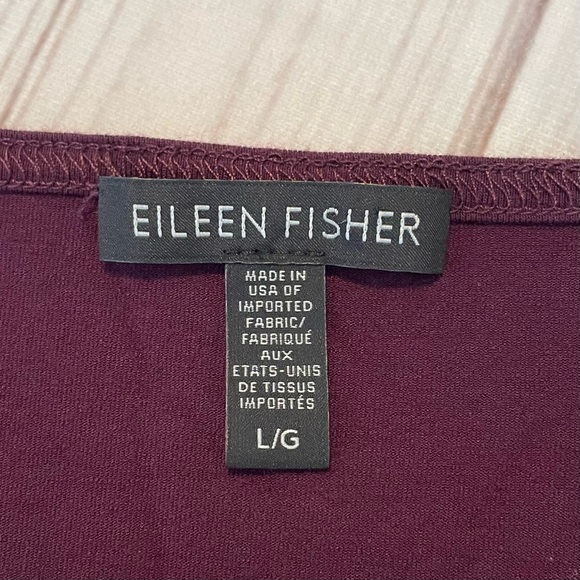 EILEEN FISHER
MADE IN
USA OF
IMPORTED
FABRIC/
FABRIQUÉ
AUX
ETATS-UNIS
DE TISSUS
IMPORTÉS
L/G